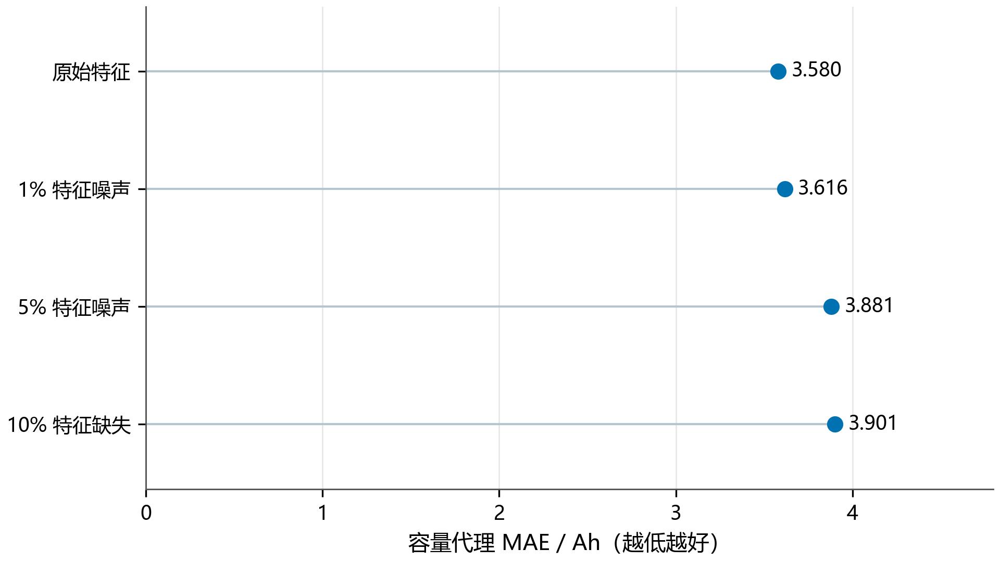 原始特征
3.580
1% 特征噪声
3.616
5% 特征噪声
3.881
10% 特征缺失
3.901
0 1 2 3 4
容量代理 MAE / Ah（越低越好）